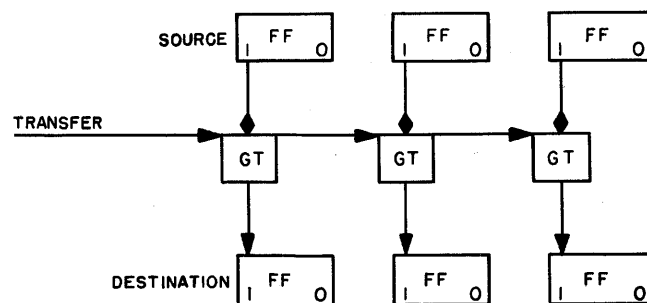 SOURCE
FF
1 0
FF
1 0
FF
1 0
TRANSFER
GT
GT
GT
DESTINATION
FF
1 0
FF
1 0
FF
1 0